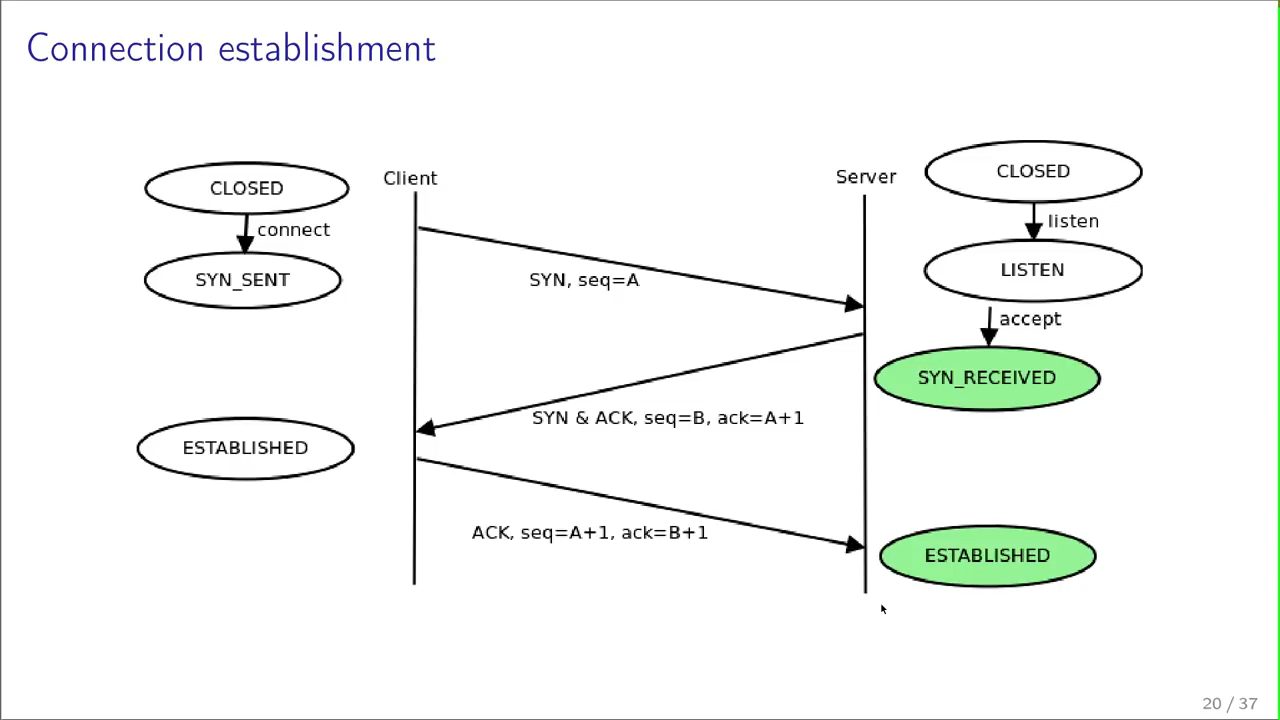 Connection establishment
CLOSED
connect
SYN_SENT
ESTABLISHED
Client
Server
SYN, seq=A
SYN & ACK, seq=B, ack=A+1
ACK, seq=A+1, ack=B+1
CLOSED
listen
LISTEN
accept
SYN_RECEIVED
ESTABLISHED
20 / 37